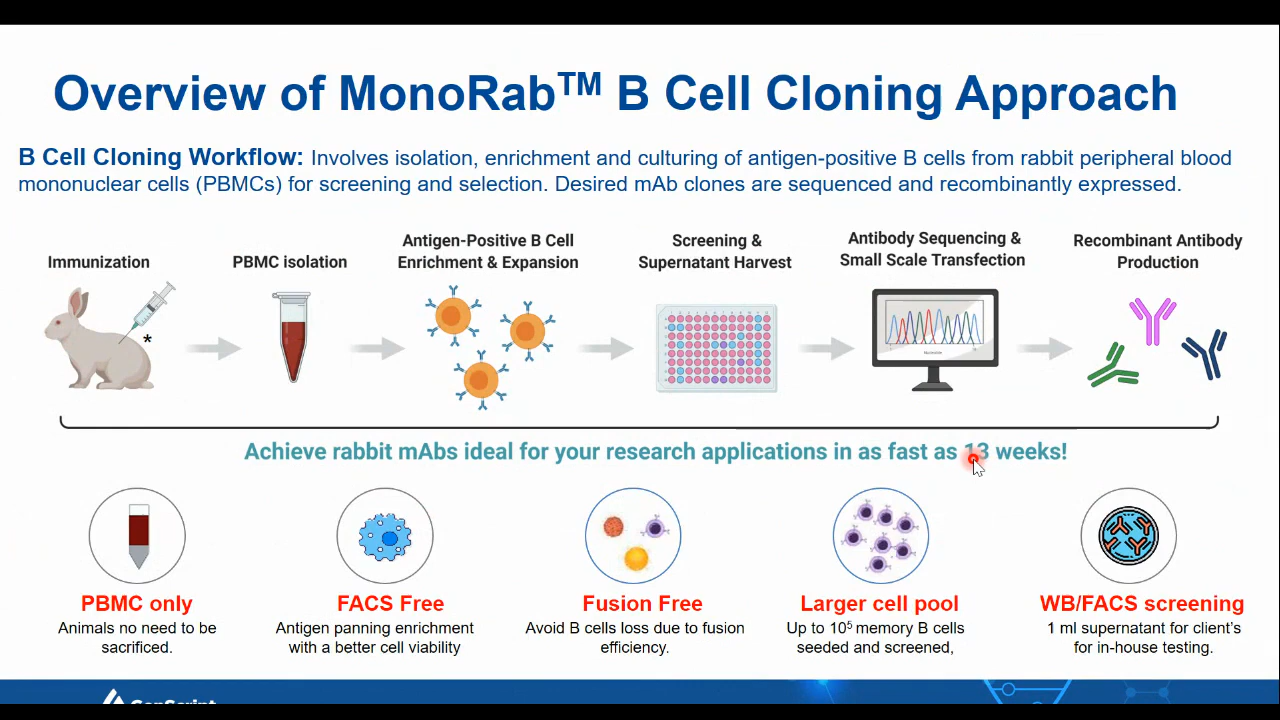 Overview of MonoRab™ B Cell Cloning Approach
B Cell Cloning Workflow: Involves isolation, enrichment and culturing of antigen-positive B cells from rabbit peripheral blood
mononuclear cells (PBMCs) for screening and selection. Desired mAb clones are sequenced and recombinantly expressed.
Immunization
PBMC isolation
Antigen-Positive B Cell
Enrichment & Expansion
Screening &
Supernatant Harvest
Antibody Sequencing &
Small Scale Transfection
Recombinant Antibody
Production
*
Achieve rabbit mAbs ideal for your research applications in as fast as 13 weeks!
PBMC only
Animals no need to be
sacrificed.
FACS Free
Antigen panning enrichment
with a better cell viability
Fusion Free
Avoid B cells loss due to fusion
efficiency.
Larger cell pool
Up to 10⁵ memory B cells
seeded and screened,
WB/FACS screening
1 ml supernatant for client's
for in-house testing.
GenScript